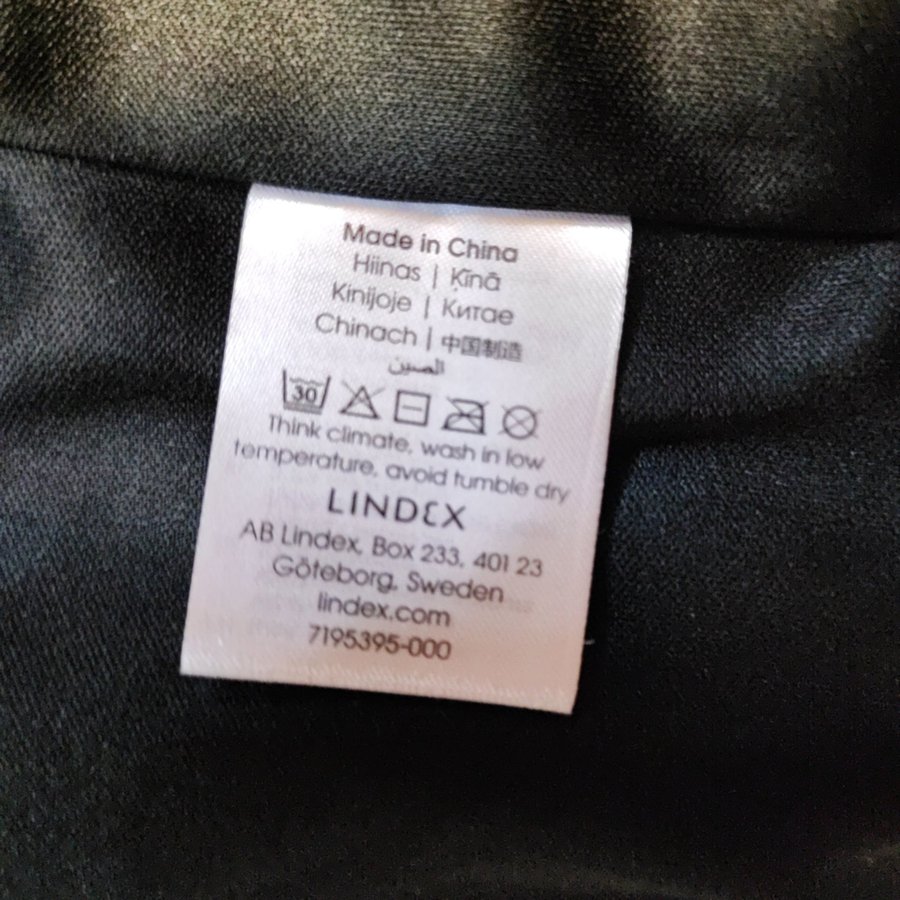 Made in China
Hiinas | Ķīnā
Kinijoje | Китае
Chinach | 中国制造
الصين
30
Think climate, wash in low
temperature, avoid tumble dry
LINDEX
AB Lindex, Box 233, 401 23
Göteborg, Sweden
lindex.com
7195395-000